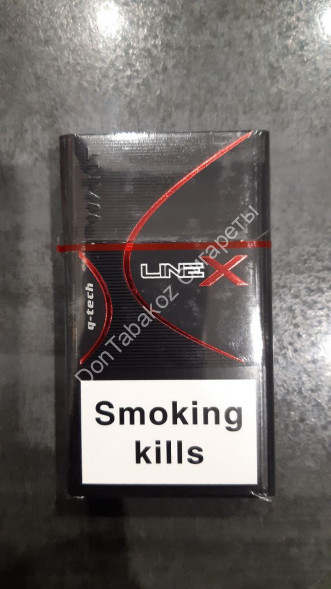 LINE X
q-tech
DonTabakoz Сигареты
Smoking
kills